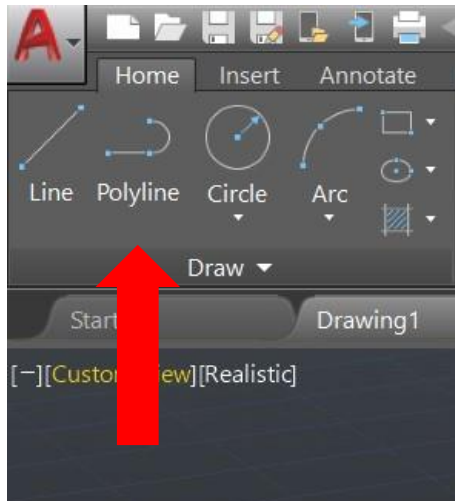 Home Insert Annotate
Line Polyline Circle Arc
Draw
Start Drawing1
[−][Custom View][Realistic]